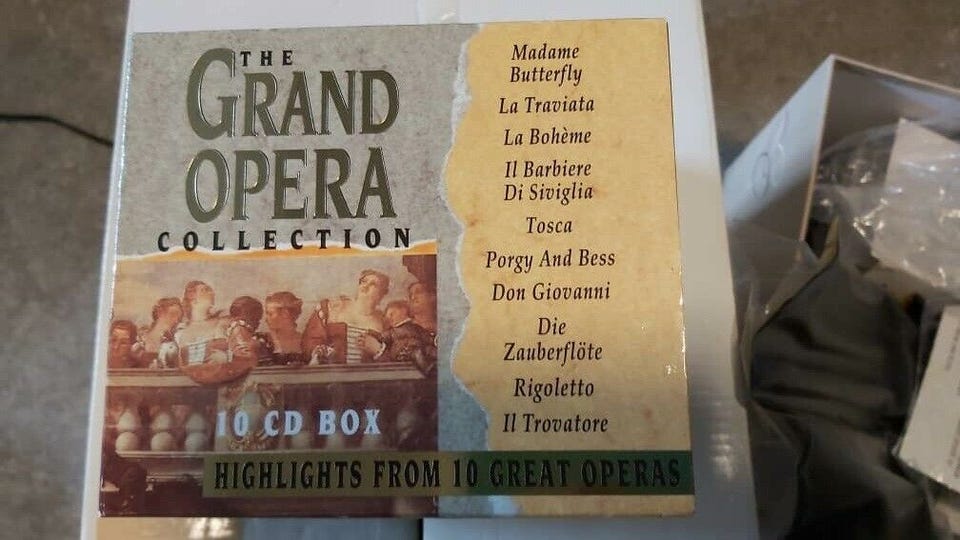 THE
GRAND
OPERA
COLLECTION
10 CD BOX
Madame
Butterfly
La Traviata
La Bohème
Il Barbiere
Di Siviglia
Tosca
Porgy And Bess
Don Giovanni
Die
Zauberflöte
Rigoletto
Il Trovatore
HIGHLIGHTS FROM 10 GREAT OPERAS